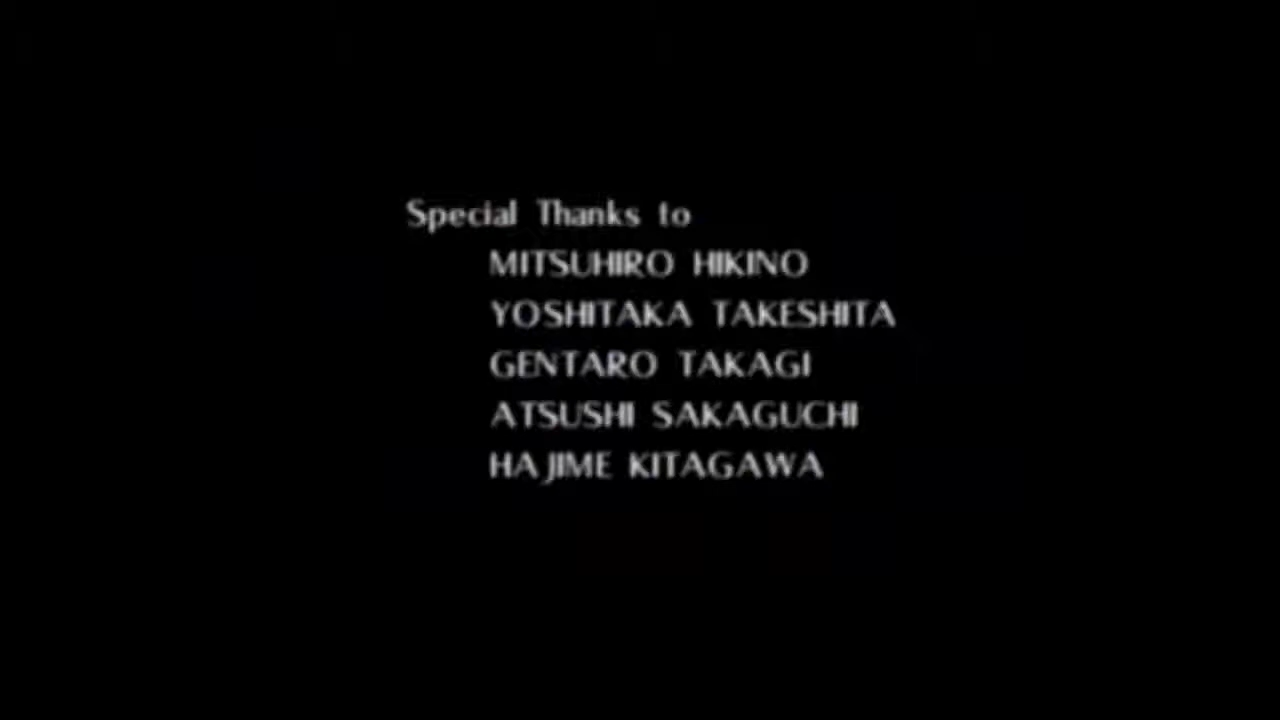 Special Thanks to
MITSUHIRO HIKINO
YOSHITAKA TAKESHITA
GENTARO TAKAGI
ATSUSHI SAKAGUCHI
HAJIME KITAGAWA